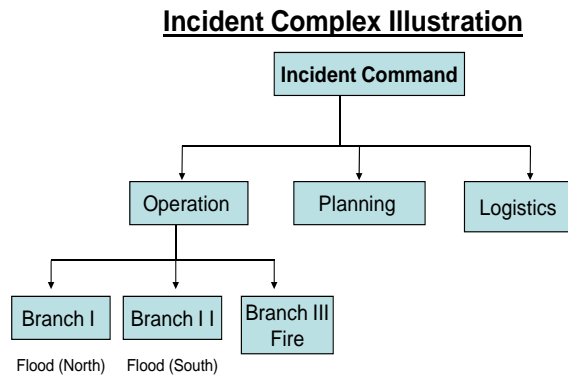 Incident Complex Illustration
Incident Command
Operation
Planning
Logistics
Branch I
Branch I I
Branch III
Fire
Flood (North)
Flood (South)